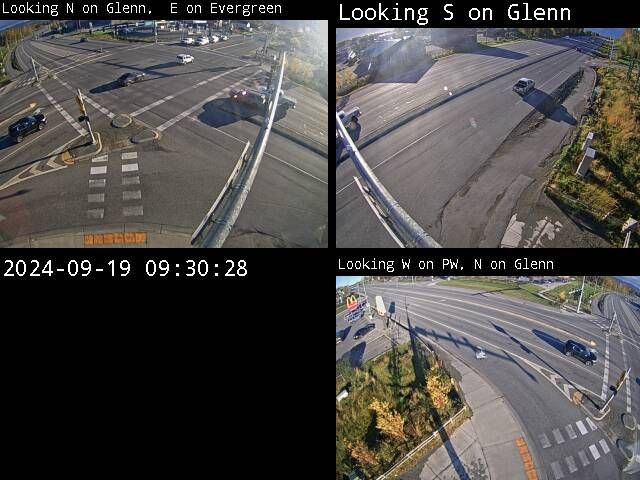 Looking N on Glenn, E on Evergreen
Looking S on Glenn
2024-09-19 09:30:28
Looking W on PW, N on Glenn